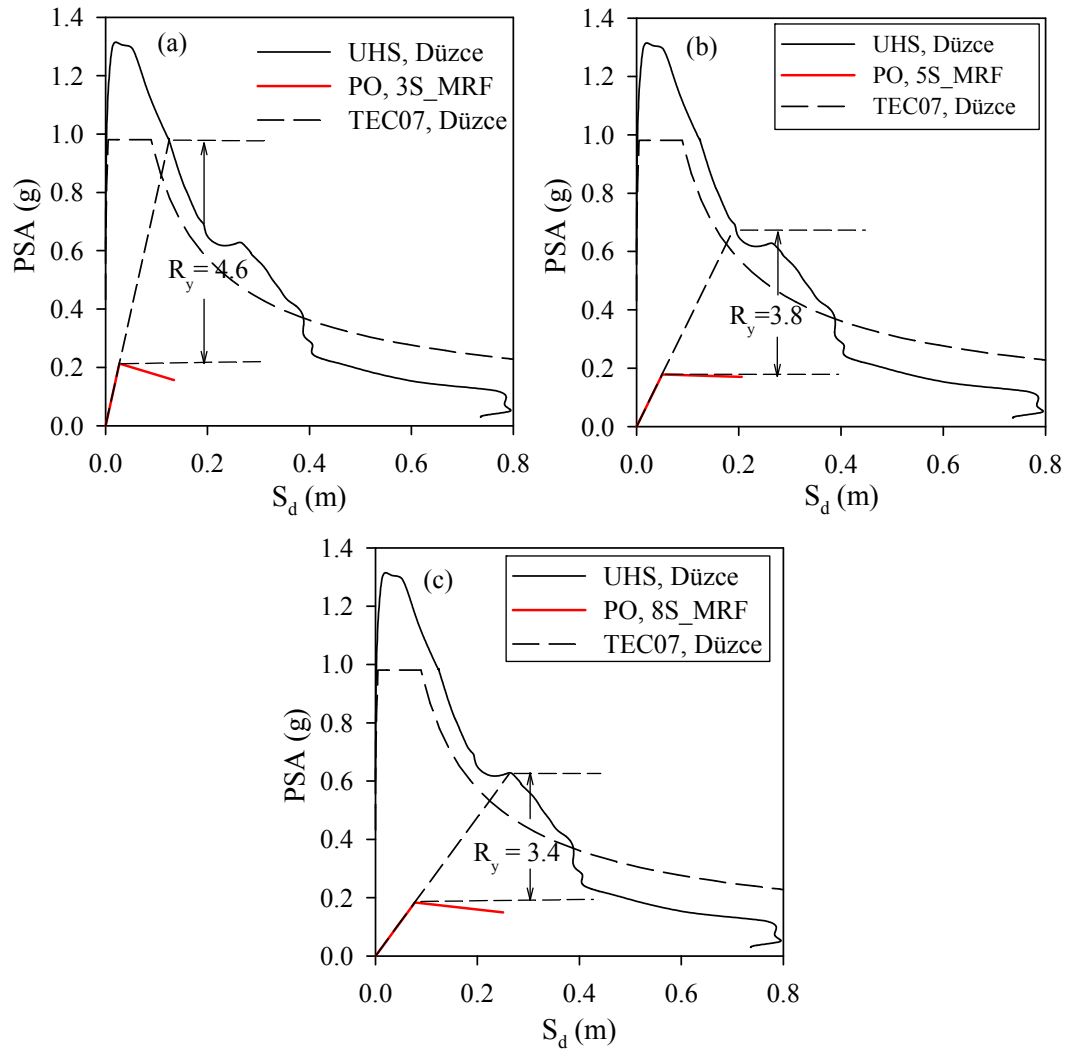 (a)
UHS, Düzce
PO, 3S_MRF
TEC07, Düzce
1.4
1.2
1.0
0.8
0.6
0.4
0.2
0.0
PSA (g)
R_y = 4.6
0.0 0.2 0.4 0.6 0.8
S_d (m)
(b)
UHS, Düzce
PO, 5S_MRF
TEC07, Düzce
1.4
1.2
1.0
0.8
0.6
0.4
0.2
0.0
PSA (g)
R_y=3.8
0.0 0.2 0.4 0.6 0.8
S_d (m)
(c)
UHS, Düzce
PO, 8S_MRF
TEC07, Düzce
1.4
1.2
1.0
0.8
0.6
0.4
0.2
0.0
PSA (g)
R_y = 3.4
0.0 0.2 0.4 0.6 0.8
S_d (m)